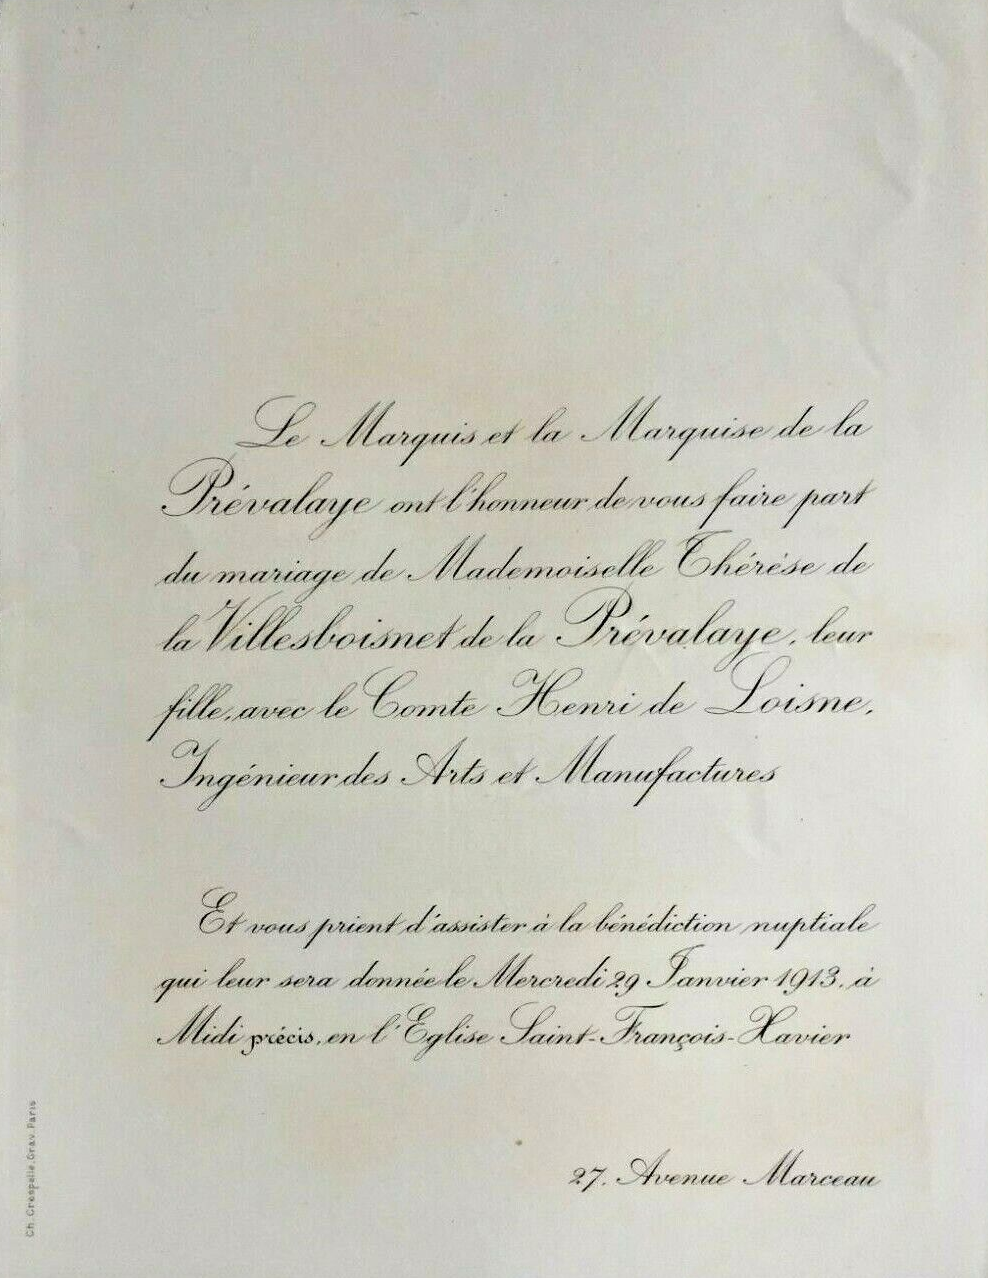 Le Marquis et la Marquise de la
Prévalaye ont l'honneur de vous faire part
du mariage de Mademoiselle Thérèse de
la Villesboisnet de la Prévalaye, leur
fille, avec le Comte Henri de Loisne,
Ingénieur des Arts et Manufactures
Et vous prient d'assister à la bénédiction nuptiale
qui leur sera donnée le Mercredi 29 Janvier 1913, à
Midi précis, en l'Eglise Saint-François-Xavier
27, Avenue Marceau
Ch. Crespelle, Grav. Paris